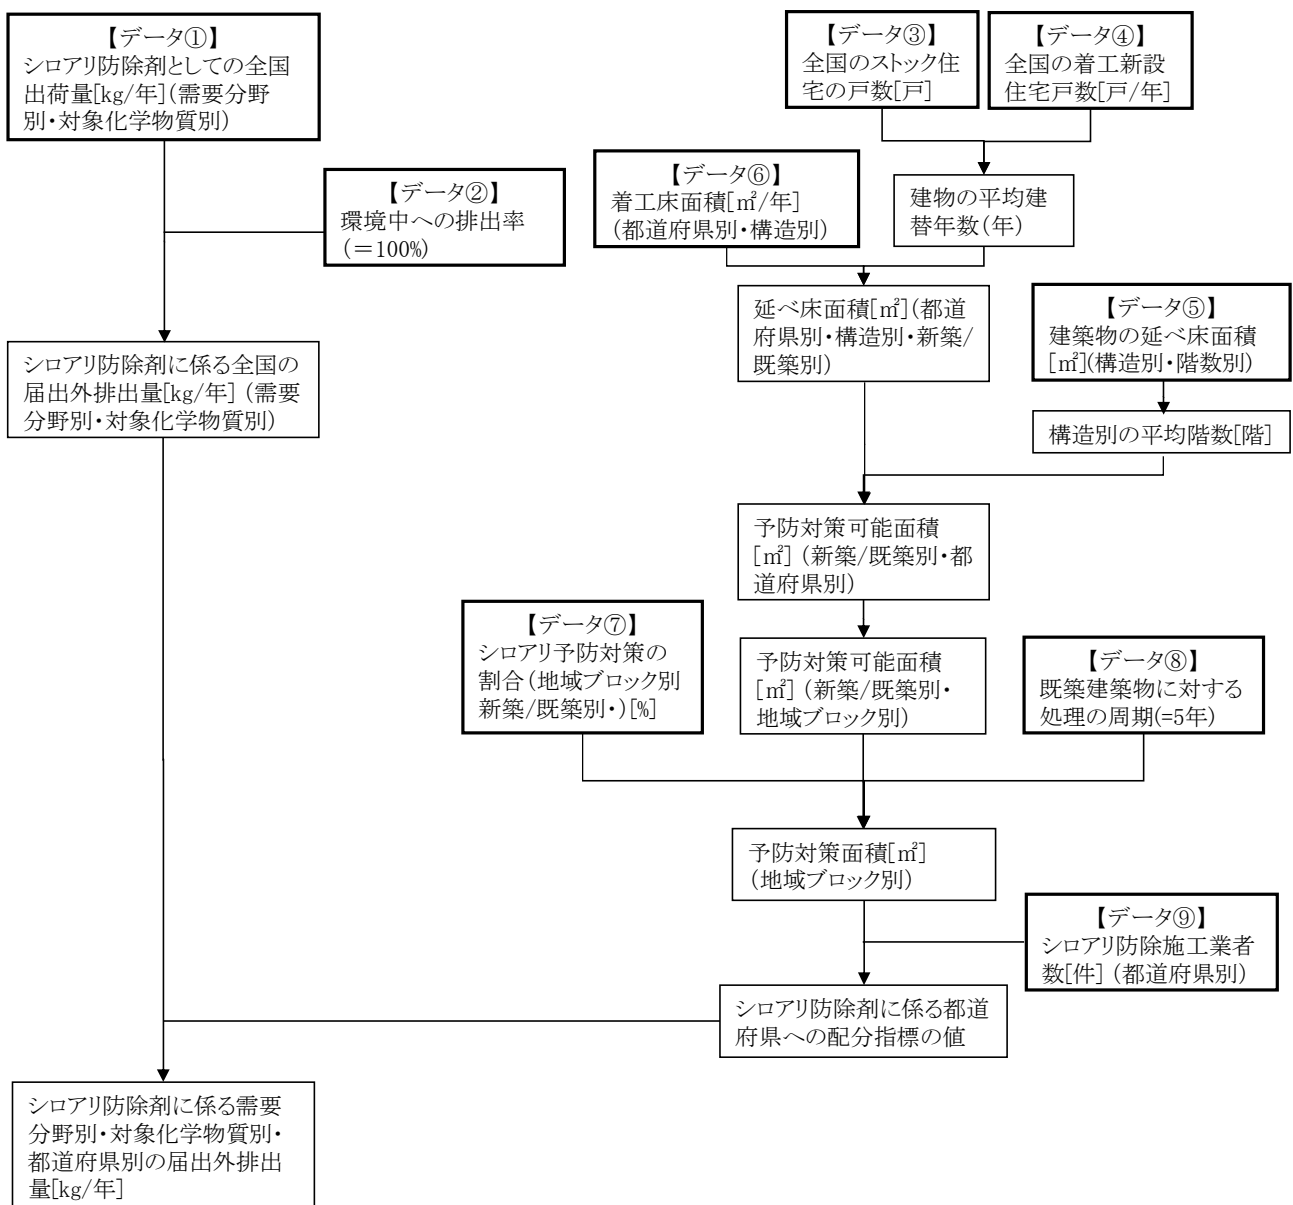 【データ①】
シロアリ防除剤としての全国
出荷量[kg/年](需要分野
別・対象化学物質別)
【データ③】
全国のストック住
宅の戸数[戸]
【データ④】
全国の着工新設
住宅戸数[戸/年]
【データ②】
環境中への排出率
(=100%)
【データ⑥】
着工床面積[㎡/年]
(都道府県別・構造別)
建物の平均建
替年数(年)
延べ床面積[㎡](都道
府県別・構造別・新築/
既築別)
【データ⑤】
建築物の延べ床面積
[㎡](構造別・階数別)
シロアリ防除剤に係る全国の
届出外排出量[kg/年](需要
分野別・対象化学物質別)
構造別の平均階数[階]
予防対策可能面積
[㎡](新築/既築別・都
道府県別)
【データ⑦】
シロアリ予防対策の
割合(地域ブロック別
新築/既築別・)[%]
予防対策可能面積
[㎡](新築/既築別・
地域ブロック別)
【データ⑧】
既築建築物に対する
処理の周期(=5年)
予防対策面積[㎡]
(地域ブロック別)
【データ⑨】
シロアリ防除施工業者
数[件](都道府県別)
シロアリ防除剤に係る都道
府県への配分指標の値
シロアリ防除剤に係る需要
分野別・対象化学物質別・
都道府県別の届出外排出
量[kg/年]